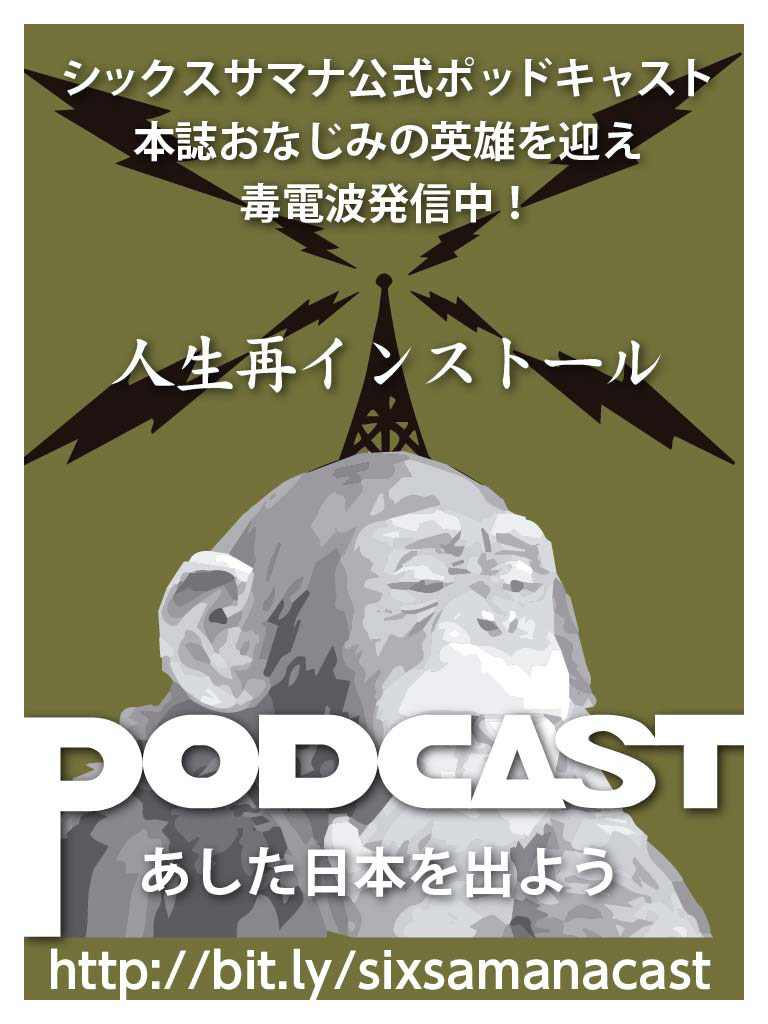 シックスサマナ公式ポッドキャスト
本誌おなじみの英雄を迎え
毒電波発信中！
人生再インストール
PODCAST
あした日本を出よう
http://bit.ly/sixsamanacast